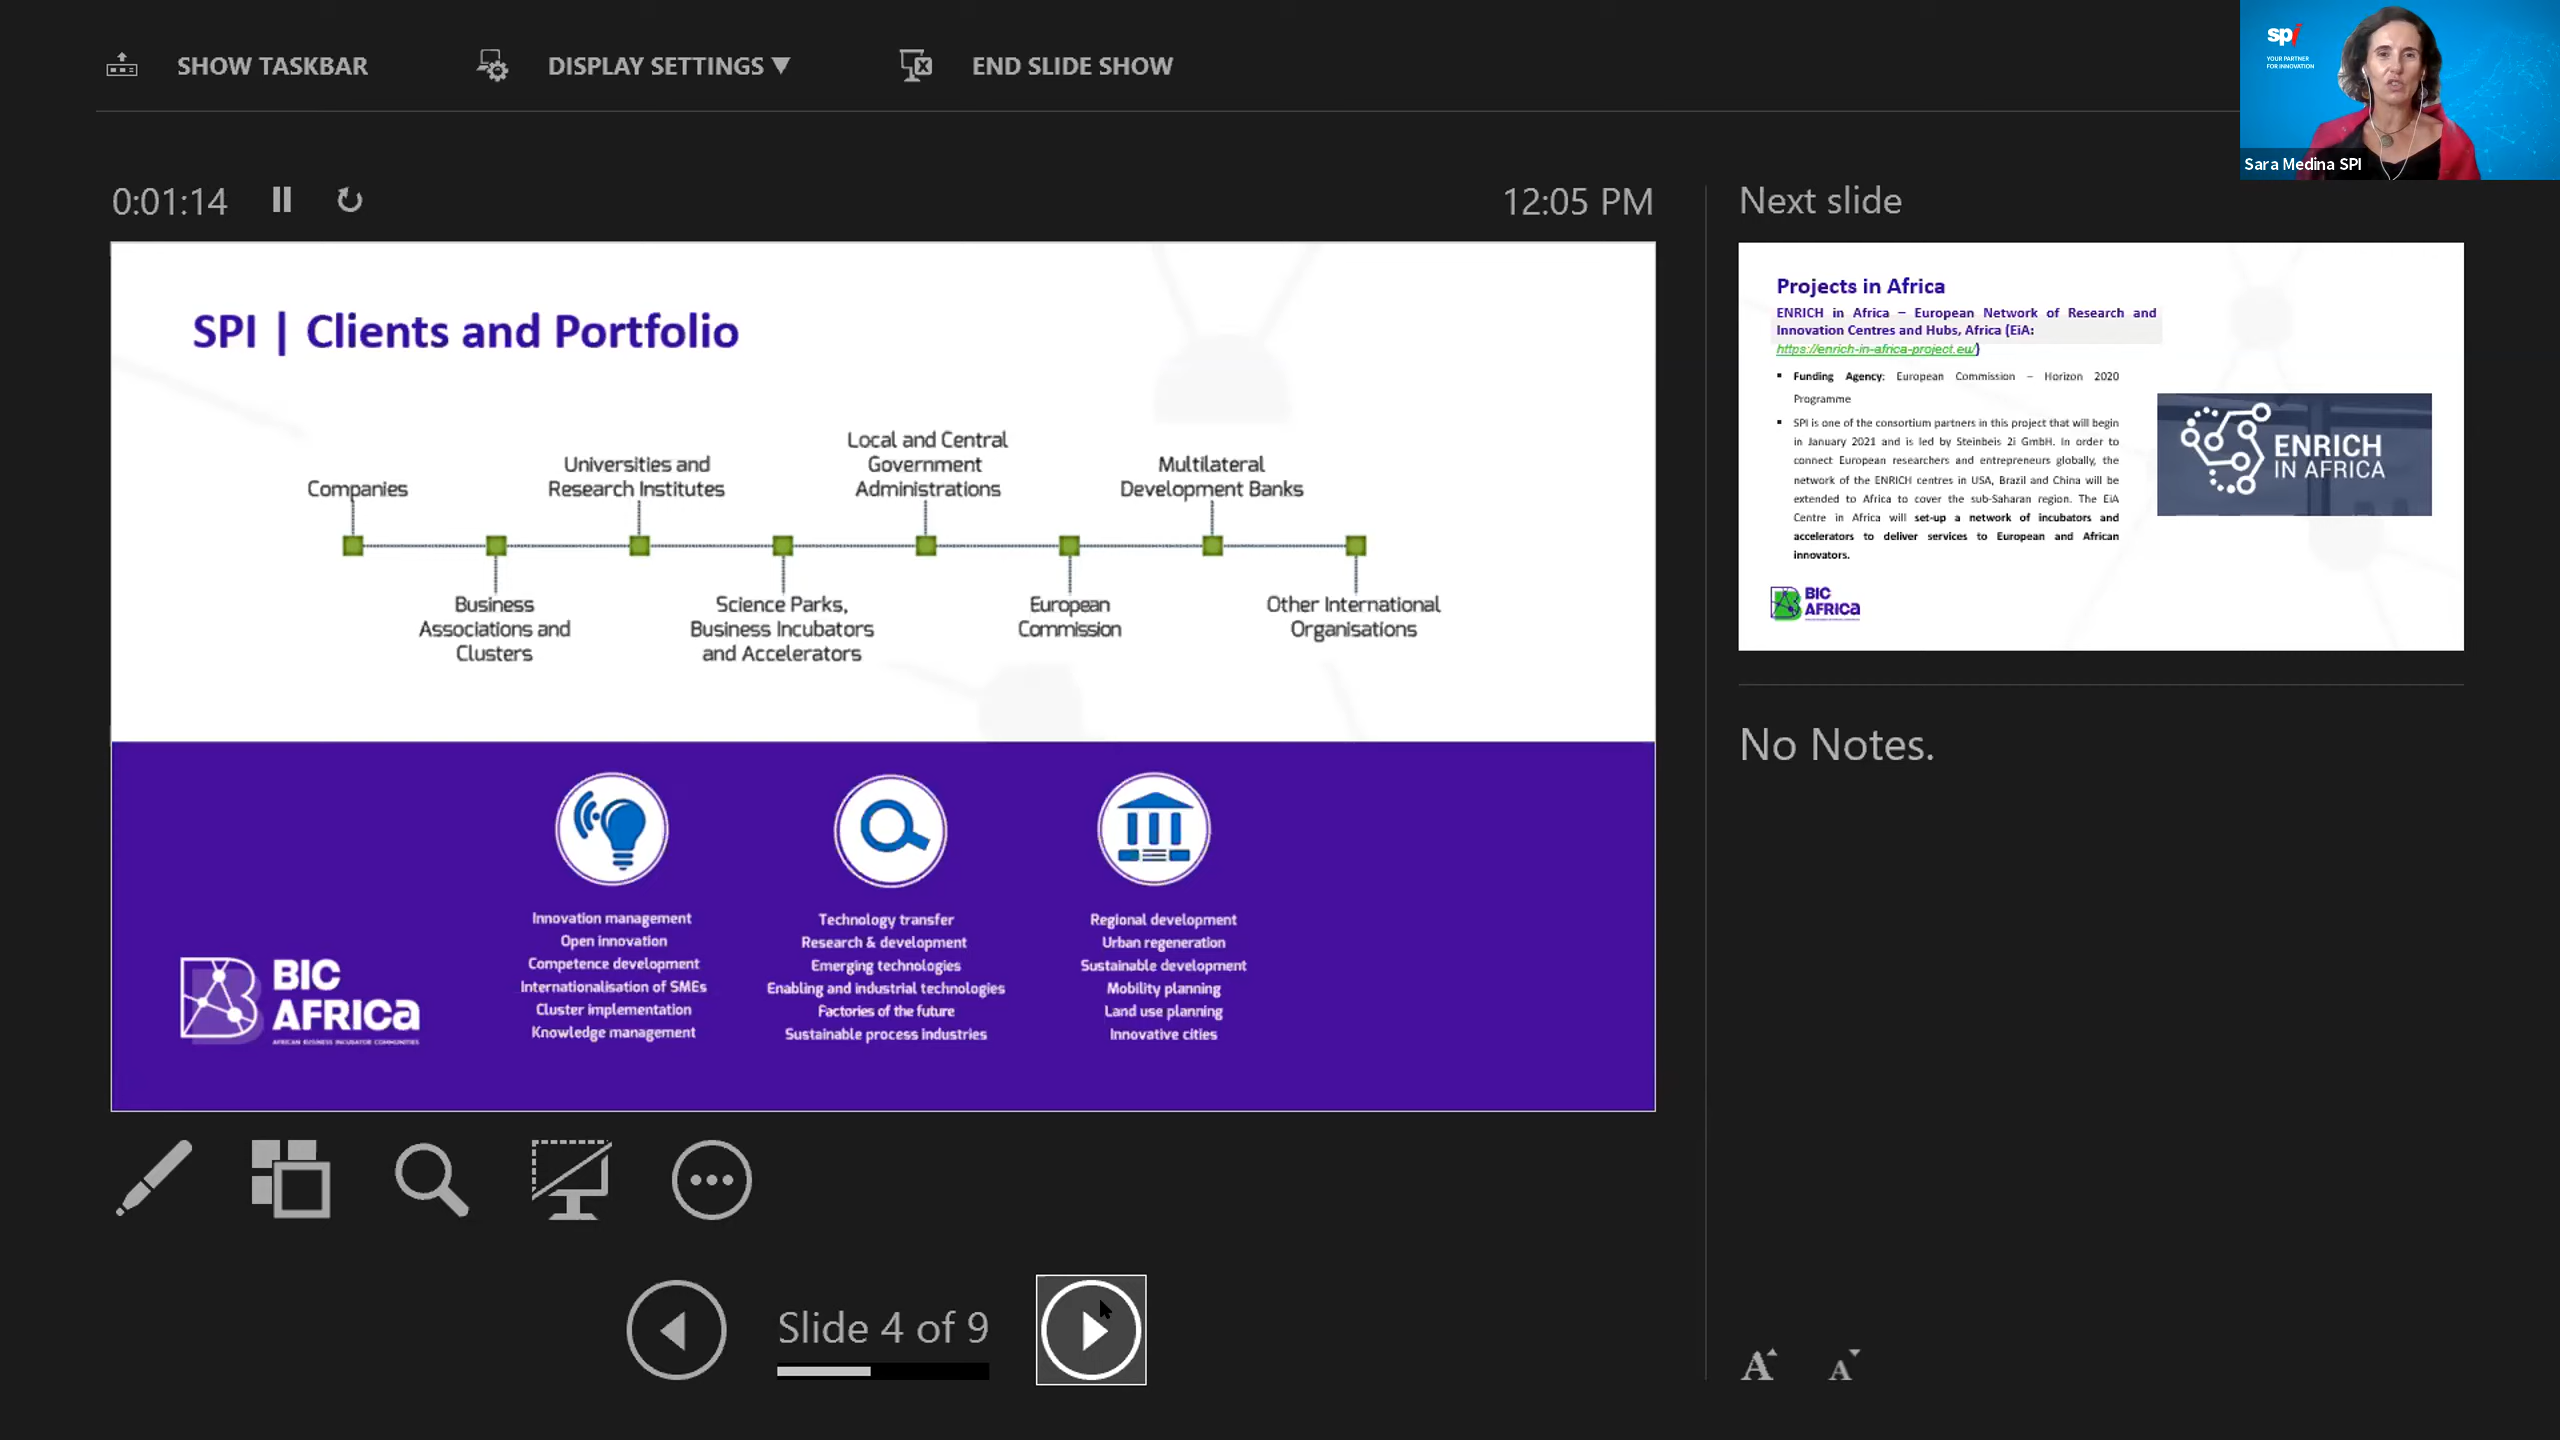 SHOW TASKBAR
DISPLAY SETTINGS ▼
END SLIDE SHOW
spi
YOUR PARTNER
FOR INNOVATION
Sara Medina SPI
0:01:14
12:05 PM
SPI | Clients and Portfolio
Companies
Universities and
Research Institutes
Local and Central
Government
Administrations
Multilateral
Development Banks
Business
Associations and
Clusters
Science Parks,
Business Incubators
and Accelerators
European
Commission
Other International
Organisations
Innovation management
Open innovation
Competence development
Internationalisation of SMEs
Cluster implementation
Knowledge management
Technology transfer
Research & development
Emerging technologies
Enabling and industrial technologies
Factories of the future
Sustainable process industries
Regional development
Urban regeneration
Sustainable development
Mobility planning
Land use planning
Innovative cities
BIC
AFRICa
AFRICAN BUSINESS INCUBATOR COMMUNITIES
Slide 4 of 9
Next slide
Projects in Africa
ENRICH in Africa – European Network of Research and
Innovation Centres and Hubs, Africa (EiA:
https://enrich-in-africa-project.eu/)
▪ Funding Agency: European Commission – Horizon 2020
Programme
▪ SPI is one of the consortium partners in this project that will begin
in January 2021 and is led by Steinbeis 2i GmbH. In order to
connect European researchers and entrepreneurs globally, the
network of the ENRICH centres in USA, Brazil and China will be
extended to Africa to cover the sub-Saharan region. The EiA
Centre in Africa will set-up a network of incubators and
accelerators to deliver services to European and African
innovators.
ENRICH
IN AFRICA
BIC
AFRICa
No Notes.
A A